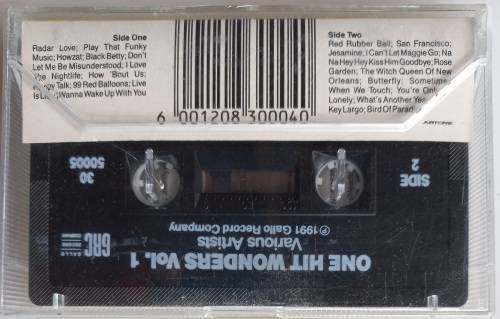 Side One
Radar Love; Play That Funky
Music; Howzat; Black Betty; Don't
Let Me Be Misunderstood; I Love
The Nightlife; How 'Bout Us;
Talk; 99 Red Balloons; Live
Is Wanna Wake Up With You
Side Two
Red Rubber Ball; San Francisco;
Jesamine; I Can't Let Maggie Go; Na
Na Hey Hey Kiss Him Goodbye; Rose
Garden; The Witch Queen Of New
Orleans; Butterfly; Sometime
When We Touch; You're Only
Lonely; What's Another Ye
Key Largo; Bird Of Parad
6 001208 300040
SIDE
2
30
50005
GRC
GALLO
ONE HIT WONDERS Vol. 1
Various Artists
℗ 1991 Gallo Record Company